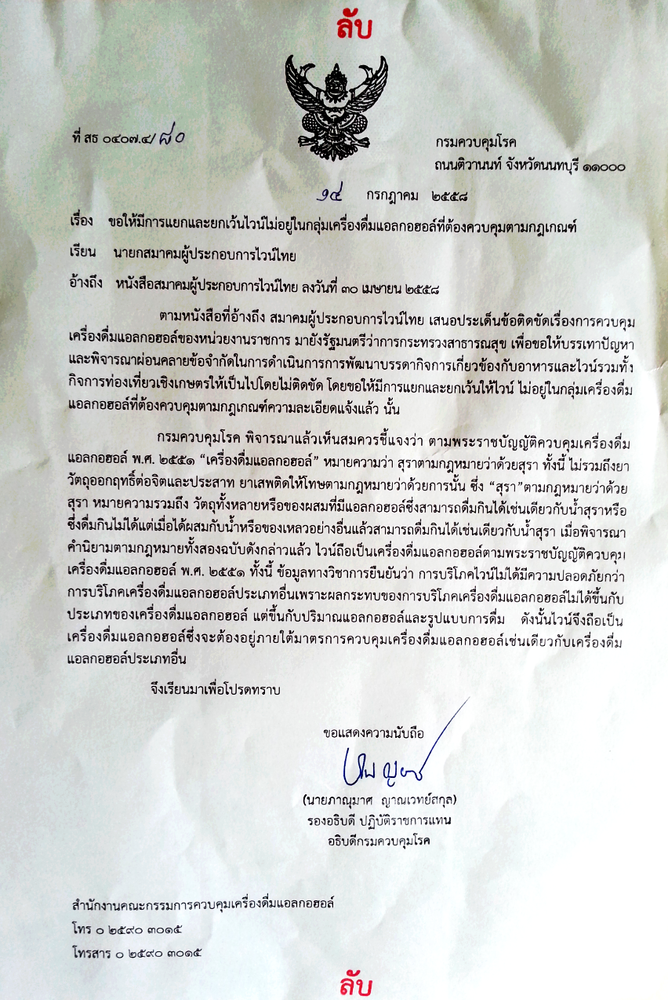 ลับ
ที่ สธ ๐๔๐๗.๔/๘๐
กรมควบคุมโรค
ถนนติวานนท์ จังหวัดนนทบุรี ๑๑๐๐๐
๑๔ กรกฎาคม ๒๕๕๘
เรื่อง ขอให้มีการแยกและยกเว้นไวน์ไม่อยู่ในกลุ่มเครื่องดื่มแอลกอฮอล์ที่ต้องควบคุมตามกฎเกณฑ์
เรียน นายกสมาคมผู้ประกอบการไวน์ไทย
อ้างถึง หนังสือสมาคมผู้ประกอบการไวน์ไทย ลงวันที่ ๓๐ เมษายน ๒๕๕๘
ตามหนังสือที่อ้างถึง สมาคมผู้ประกอบการไวน์ไทย เสนอประเด็นข้อติดขัดเรื่องการควบคุม
เครื่องดื่มแอลกอฮอล์ของหน่วยงานราชการ มายังรัฐมนตรีว่าการกระทรวงสาธารณสุข เพื่อขอให้บรรเทาปัญหา
และพิจารณาผ่อนคลายข้อจำกัดในการดำเนินการการพัฒนาบรรดากิจการเกี่ยวข้องกับอาหารและไวน์รวมทั้ง
กิจการท่องเที่ยวเชิงเกษตรให้เป็นไปโดยไม่ติดขัด โดยขอให้มีการแยกและยกเว้นให้ไวน์ ไม่อยู่ในกลุ่มเครื่องดื่ม
แอลกอฮอล์ที่ต้องควบคุมตามกฎเกณฑ์ความละเอียดแจ้งแล้ว นั้น
กรมควบคุมโรค พิจารณาแล้วเห็นสมควรชี้แจงว่า ตามพระราชบัญญัติควบคุมเครื่องดื่ม
แอลกอฮอล์ พ.ศ. ๒๕๕๑ “เครื่องดื่มแอลกอฮอล์” หมายความว่า สุราตามกฎหมายว่าด้วยสุรา ทั้งนี้ ไม่รวมถึงยา
วัตถุออกฤทธิ์ต่อจิตและประสาท ยาเสพติดให้โทษตามกฎหมายว่าด้วยการนั้น ซึ่ง “สุรา”ตามกฎหมายว่าด้วย
สุรา หมายความรวมถึง วัตถุทั้งหลายหรือของผสมที่มีแอลกอฮอล์ซึ่งสามารถดื่มกินได้เช่นเดียวกับน้ำสุราหรือ
ซึ่งดื่มกินไม่ได้แต่เมื่อได้ผสมกับน้ำหรือของเหลวอย่างอื่นแล้วสามารถดื่มกินได้เช่นเดียวกับน้ำสุรา เมื่อพิจารณา
คำนิยามตามกฎหมายทั้งสองฉบับดังกล่าวแล้ว ไวน์ถือเป็นเครื่องดื่มแอลกอฮอล์ตามพระราชบัญญัติควบคุม
เครื่องดื่มแอลกอฮอล์ พ.ศ. ๒๕๕๑ ทั้งนี้ ข้อมูลทางวิชาการยืนยันว่า การบริโภคไวน์ไม่ได้มีความปลอดภัยกว่า
การบริโภคเครื่องดื่มแอลกอฮอล์ประเภทอื่นเพราะผลกระทบของการบริโภคเครื่องดื่มแอลกอฮอล์ไม่ได้ขึ้นกับ
ประเภทของเครื่องดื่มแอลกอฮอล์ แต่ขึ้นกับปริมาณแอลกอฮอล์และรูปแบบการดื่ม ดังนั้นไวน์จึงถือเป็น
เครื่องดื่มแอลกอฮอล์ซึ่งจะต้องอยู่ภายใต้มาตรการควบคุมเครื่องดื่มแอลกอฮอล์เช่นเดียวกับเครื่องดื่ม
แอลกอฮอล์ประเภทอื่น
จึงเรียนมาเพื่อโปรดทราบ
ขอแสดงความนับถือ
(นายภาณุมาศ ญาณเวทย์สกุล)
รองอธิบดี ปฏิบัติราชการแทน
อธิบดีกรมควบคุมโรค
สำนักงานคณะกรรมการควบคุมเครื่องดื่มแอลกอฮอล์
โทร ๐ ๒๕๙๐ ๓๐๑๕
โทรสาร ๐ ๒๕๙๐ ๓๐๑๕
ลับ